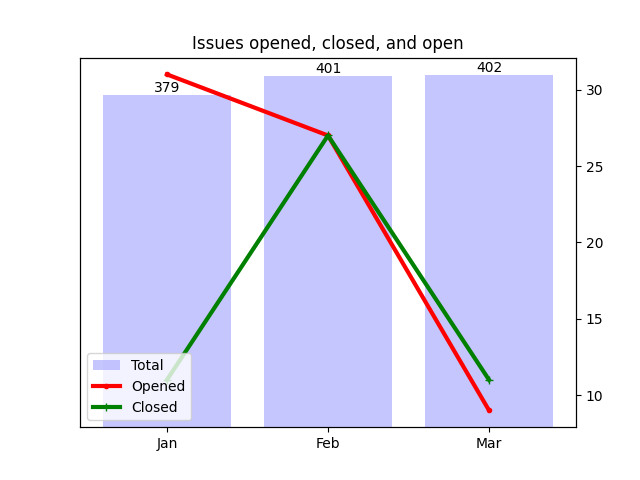 Issues opened, closed, and open
379
401
402
30
25
20
15
10
Total
Opened
Closed
Jan
Feb
Mar